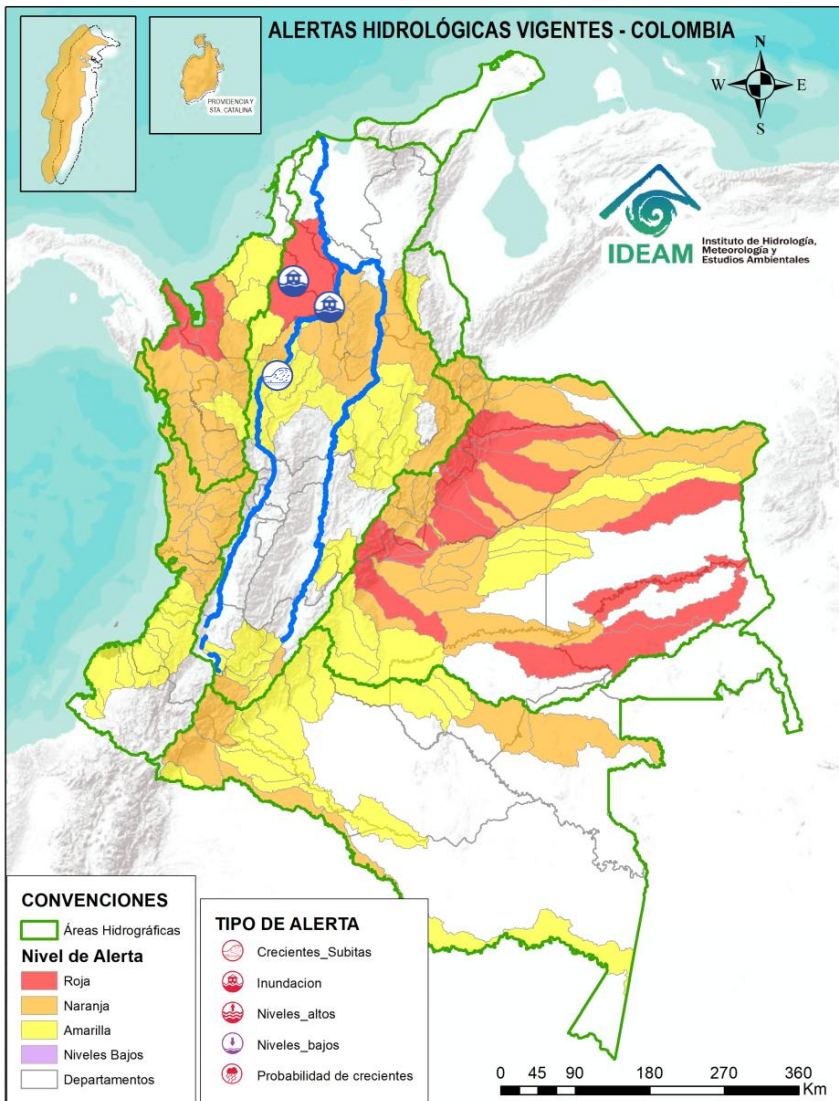 ALERTAS HIDROLÓGICAS VIGENTES - COLOMBIA
PROVIDENCIA Y
STA. CATALINA
N
W
E
S
IDEAM
Instituto de Hidrología,
Meteorología y
Estudios Ambientales
CONVENCIONES
Áreas Hidrográficas
Nivel de Alerta
Roja
Naranja
Amarilla
Niveles Bajos
Departamentos
TIPO DE ALERTA
Crecientes_Subitas
Inundacion
Niveles_altos
Niveles_bajos
Probabilidad de crecientes
0 45 90 180 270 360
Km